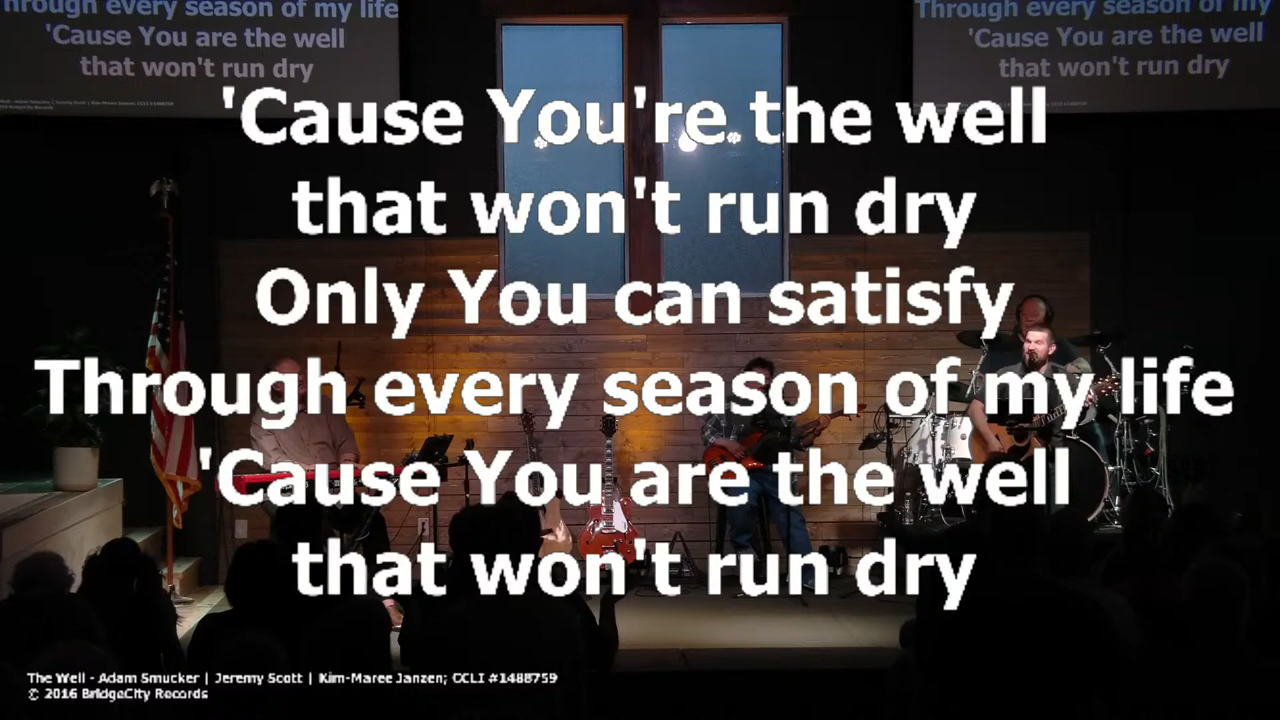 hrough every season of my life
'Cause You are the well
that won't run dry
Through every season of my
'Cause You are the well
that won't run dry
'Cause You're the well
that won't run dry
Only You can satisfy
Through every season of my life
'Cause You are the well
that won't run dry
The Well - Adam Smucker | Jeremy Scott | Kim-Maree Janzen; CCLI #1488759
© 2016 BridgeCity Records